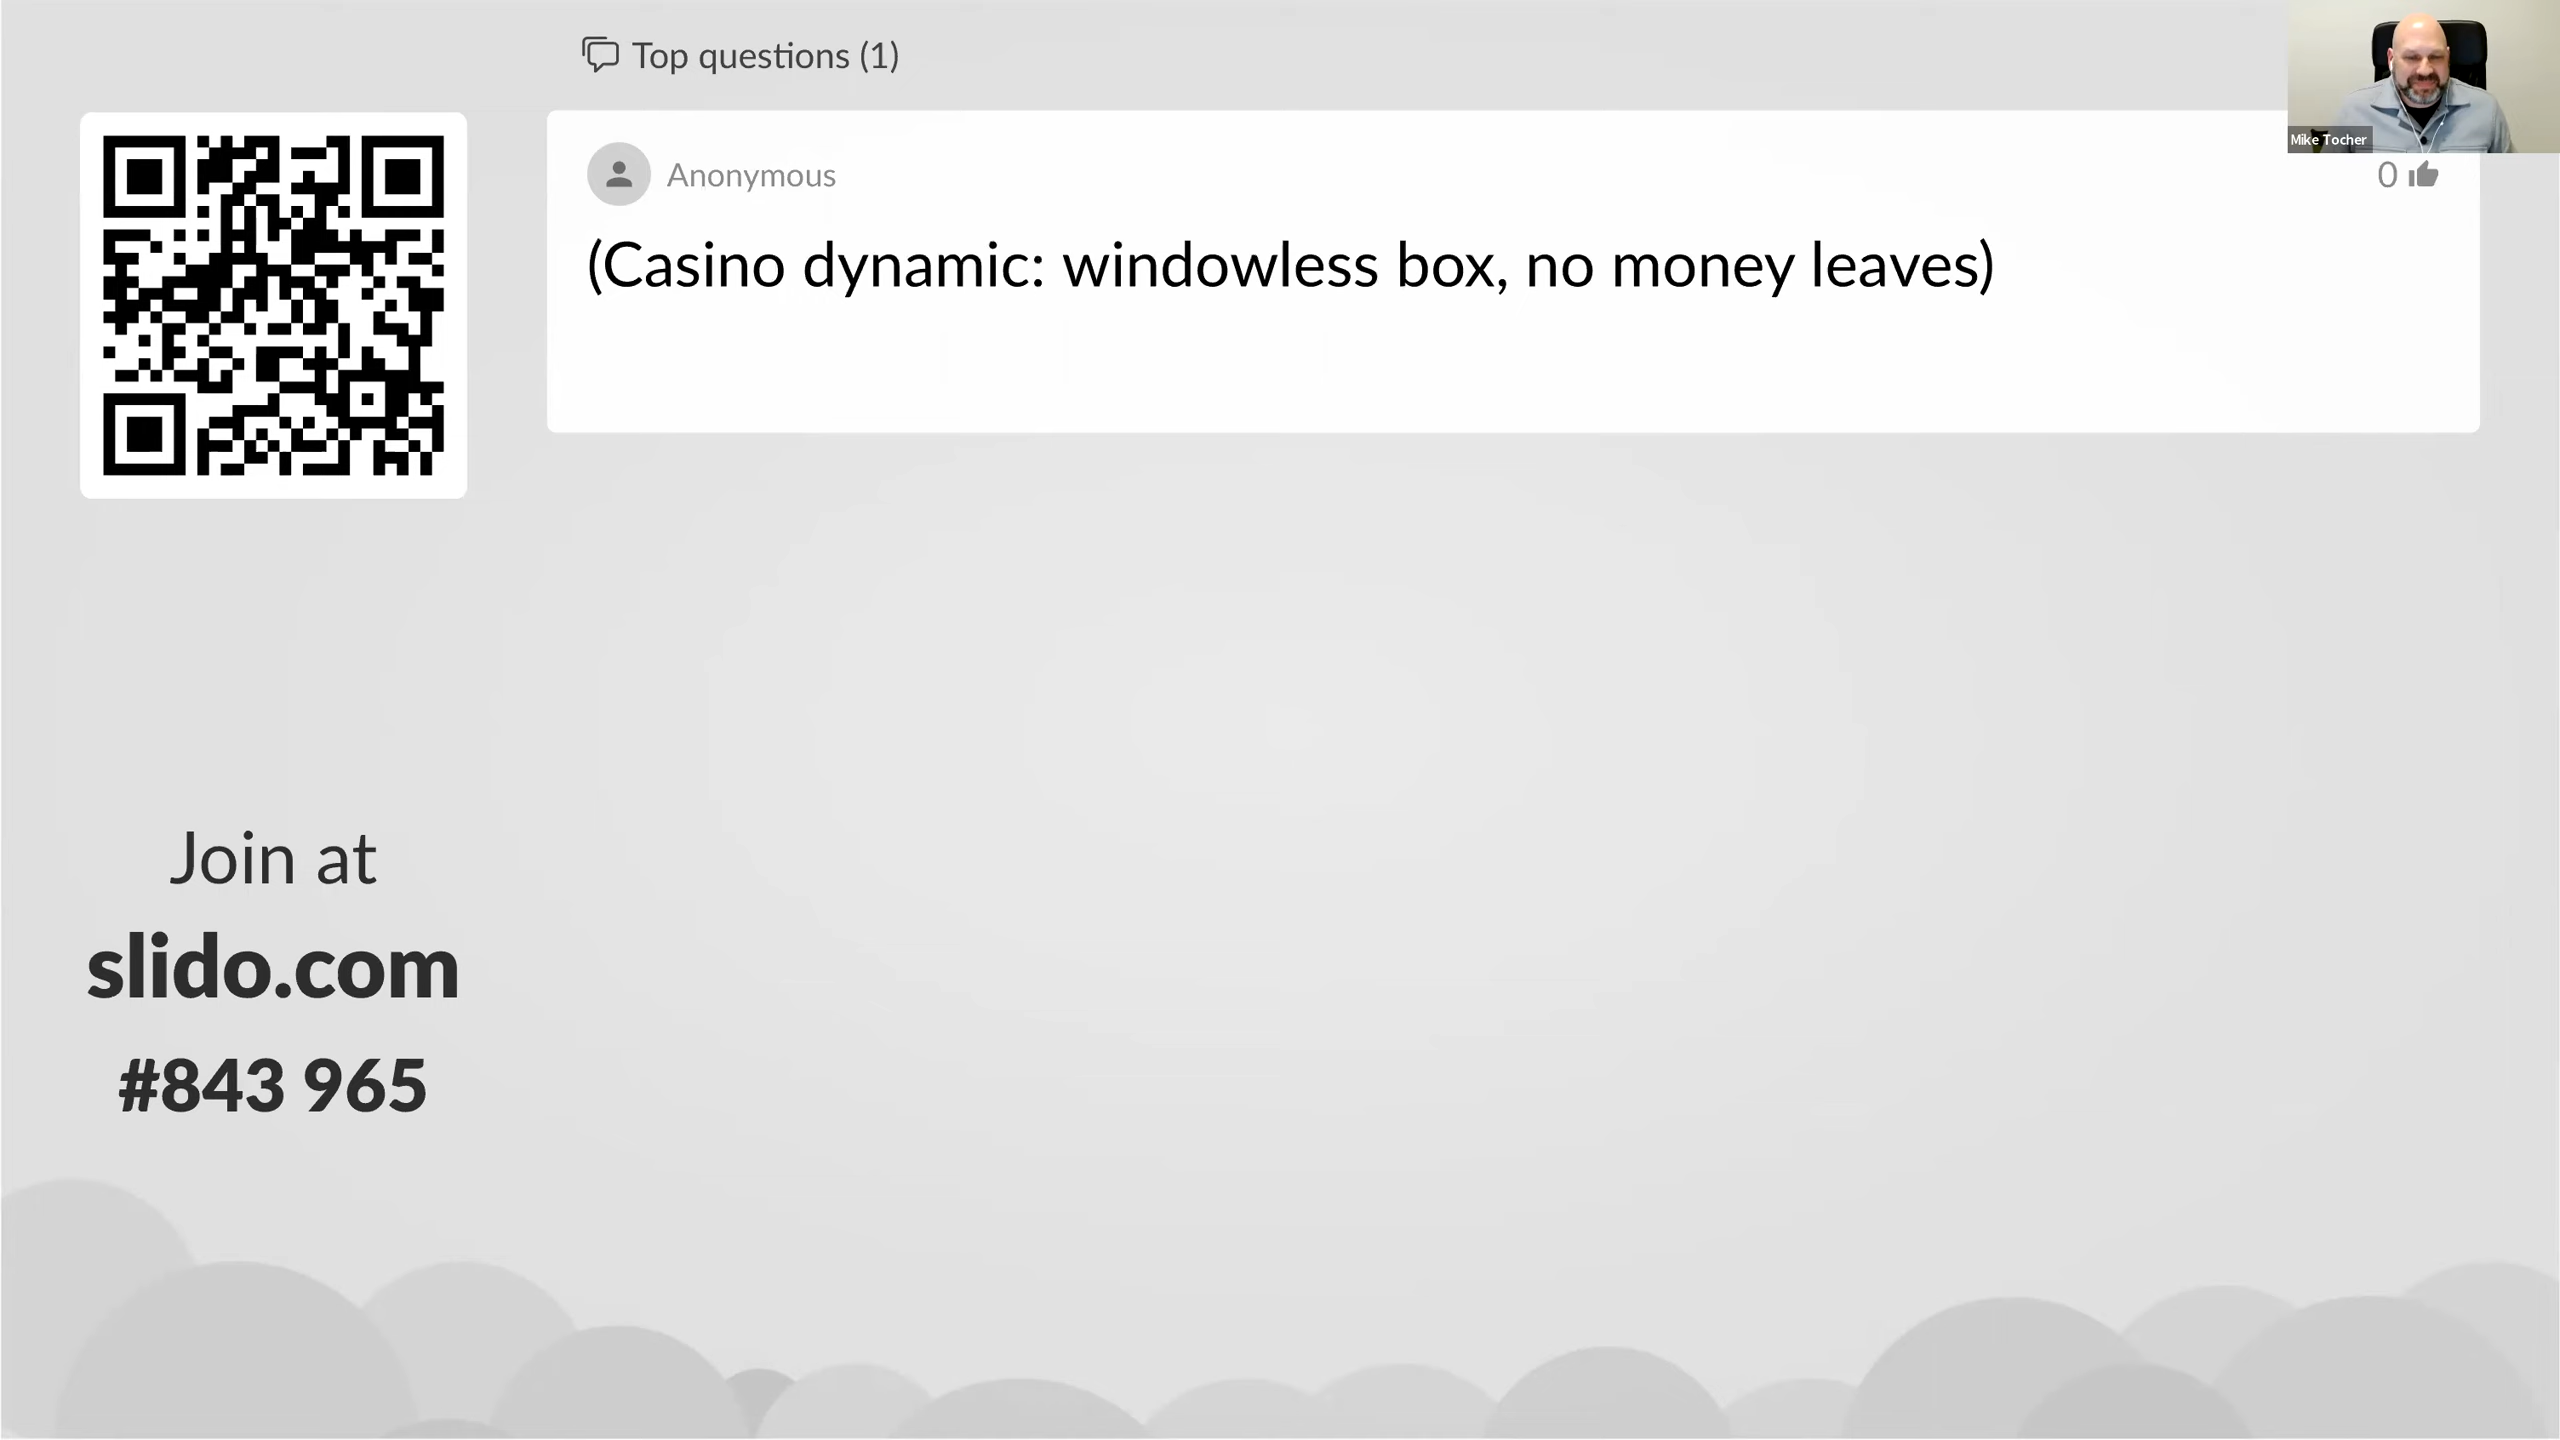 Top questions (1)
Mike Tocher
Anonymous
0
(Casino dynamic: windowless box, no money leaves)
Join at
slido.com
#843 965